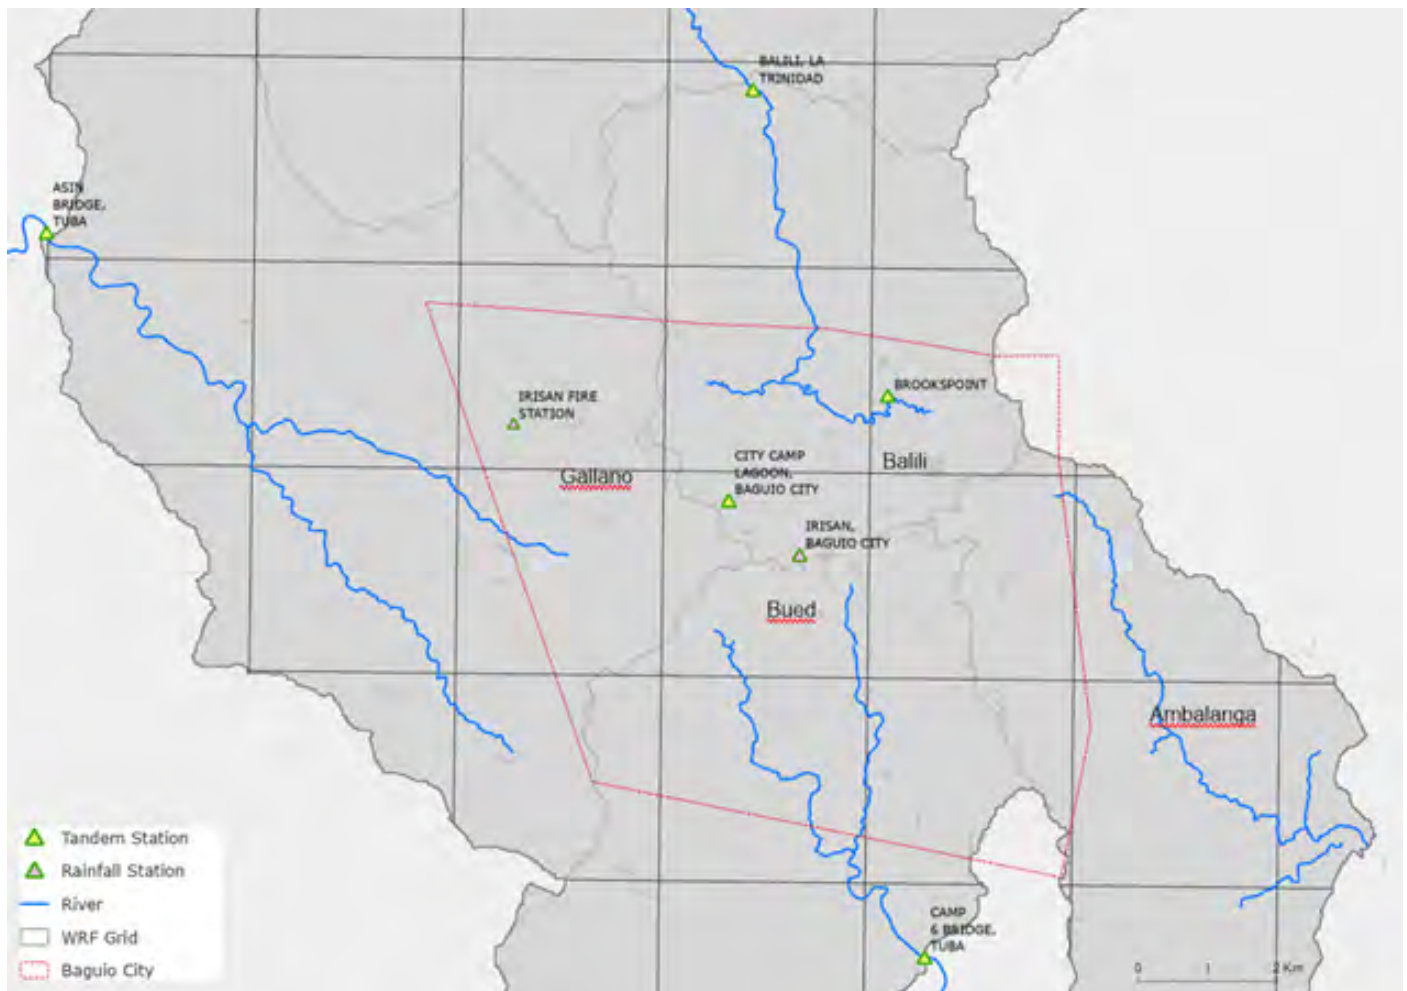 BALILI, LA
TRINIDAD
ASIN
BRIDGE,
TUBA
BROOKSPOINT
IRISAN FIRE
STATION
CITY CAMP
LAGOON,
BAGUIO CITY
Balili
Gallano
IRISAN,
BAGUIO CITY
Bued
Ambalanga
CAMP
6 BRIDGE,
TUBA
Tandem Station
Rainfall Station
River
WRF Grid
Baguio City
0 1 2 Km